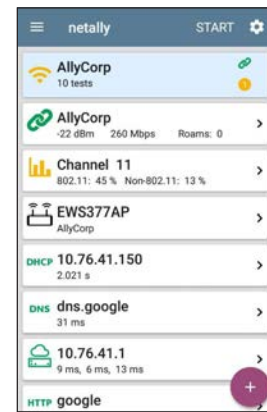 netally START
AllyCorp
10 tests
1
AllyCorp
-22 dBm 260 Mbps Roams: 0
Channel 11
802.11: 45 % Non-802.11: 13 %
EWS377AP
AllyCorp
DHCP 10.76.41.150
2.021 s
DNS dns.google
31 ms
10.76.41.1
9 ms, 6 ms, 13 ms
HTTP google